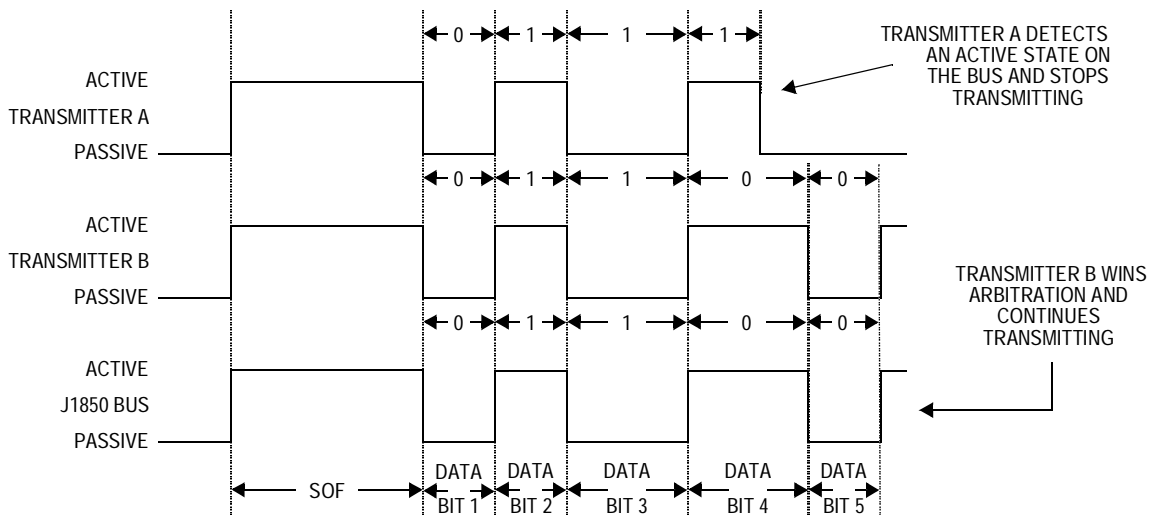 0 1 1 1
TRANSMITTER A DETECTS
AN ACTIVE STATE ON
THE BUS AND STOPS
TRANSMITTING
ACTIVE
TRANSMITTER A
PASSIVE
0 1 1 0 0
ACTIVE
TRANSMITTER B
PASSIVE
TRANSMITTER B WINS
ARBITRATION AND
CONTINUES
TRANSMITTING
0 1 1 0 0
ACTIVE
J1850 BUS
PASSIVE
SOF
DATA
BIT 1
DATA
BIT 2
DATA
BIT 3
DATA
BIT 4
DATA
BIT 5